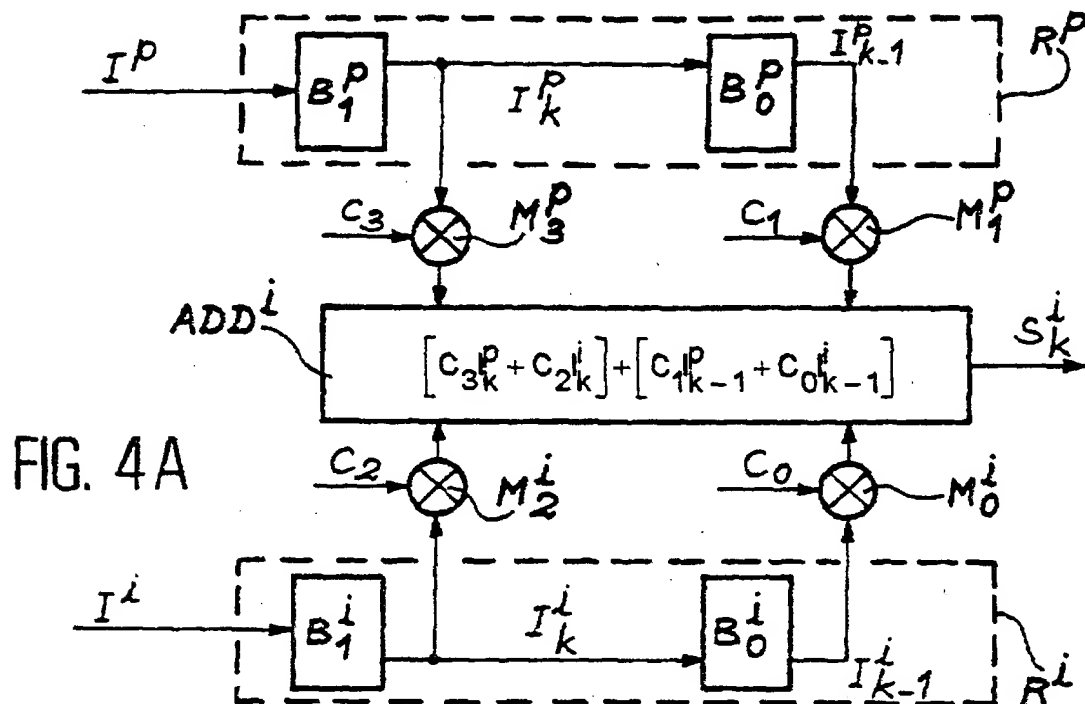 I^p
B_1^p
I_k^p
B_0^p
I_{k-1}^p
R^p
C_3
M_3^p
C_1
M_1^p
ADD^i
[C_3I_k^p + C_2I_k^i] + [C_1I_{k-1}^p + C_0I_{k-1}^i]
S_k^i
FIG. 4A
C_2
M_2^i
C_0
M_0^i
I^i
B_1^i
I_k^i
B_0^i
I_{k-1}^i
R^i